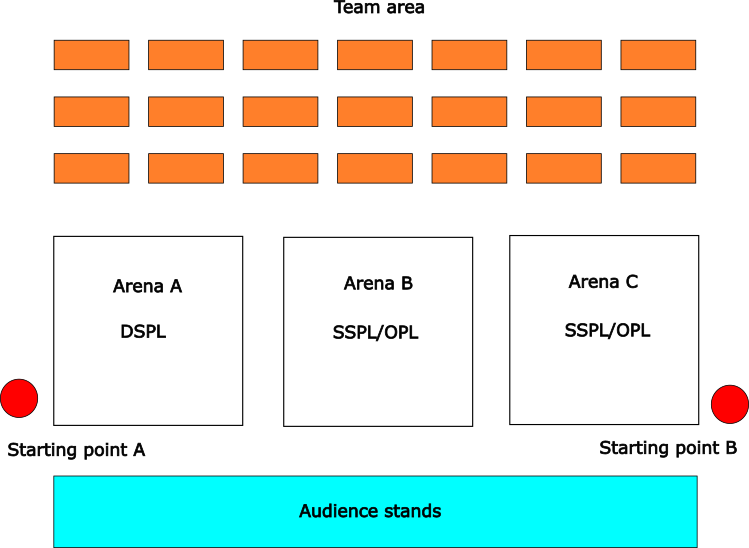 Team area
Arena A
DSPL
Arena B
SSPL/OPL
Arena C
SSPL/OPL
Starting point A
Starting point B
Audience stands